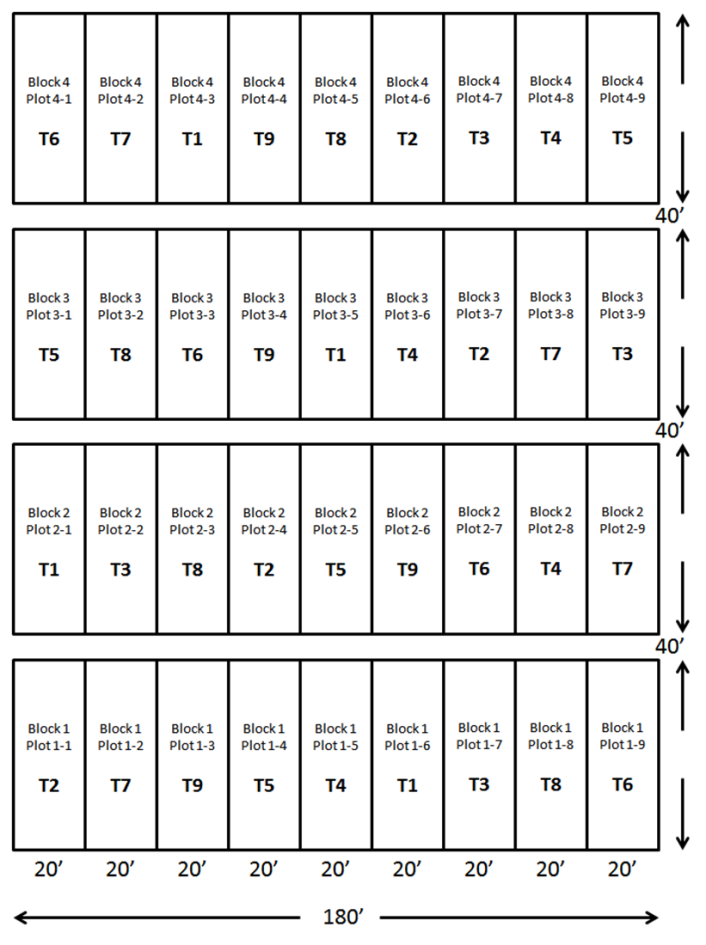 Block 4 Block 4 Block 4 Block 4 Block 4 Block 4 Block 4 Block 4 Block 4
Plot 4-1 Plot 4-2 Plot 4-3 Plot 4-4 Plot 4-5 Plot 4-6 Plot 4-7 Plot 4-8 Plot 4-9
T6 T7 T1 T9 T8 T2 T3 T4 T5
40’
Block 3 Block 3 Block 3 Block 3 Block 3 Block 3 Block 3 Block 3 Block 3
Plot 3-1 Plot 3-2 Plot 3-3 Plot 3-4 Plot 3-5 Plot 3-6 Plot 3-7 Plot 3-8 Plot 3-9
T5 T8 T6 T9 T1 T4 T2 T7 T3
40’
Block 2 Block 2 Block 2 Block 2 Block 2 Block 2 Block 2 Block 2 Block 2
Plot 2-1 Plot 2-2 Plot 2-3 Plot 2-4 Plot 2-5 Plot 2-6 Plot 2-7 Plot 2-8 Plot 2-9
T1 T3 T8 T2 T5 T9 T6 T4 T7
40’
Block 1 Block 1 Block 1 Block 1 Block 1 Block 1 Block 1 Block 1 Block 1
Plot 1-1 Plot 1-2 Plot 1-3 Plot 1-4 Plot 1-5 Plot 1-6 Plot 1-7 Plot 1-8 Plot 1-9
T2 T7 T9 T5 T4 T1 T3 T8 T6
20’ 20’ 20’ 20’ 20’ 20’ 20’ 20’ 20’
180’